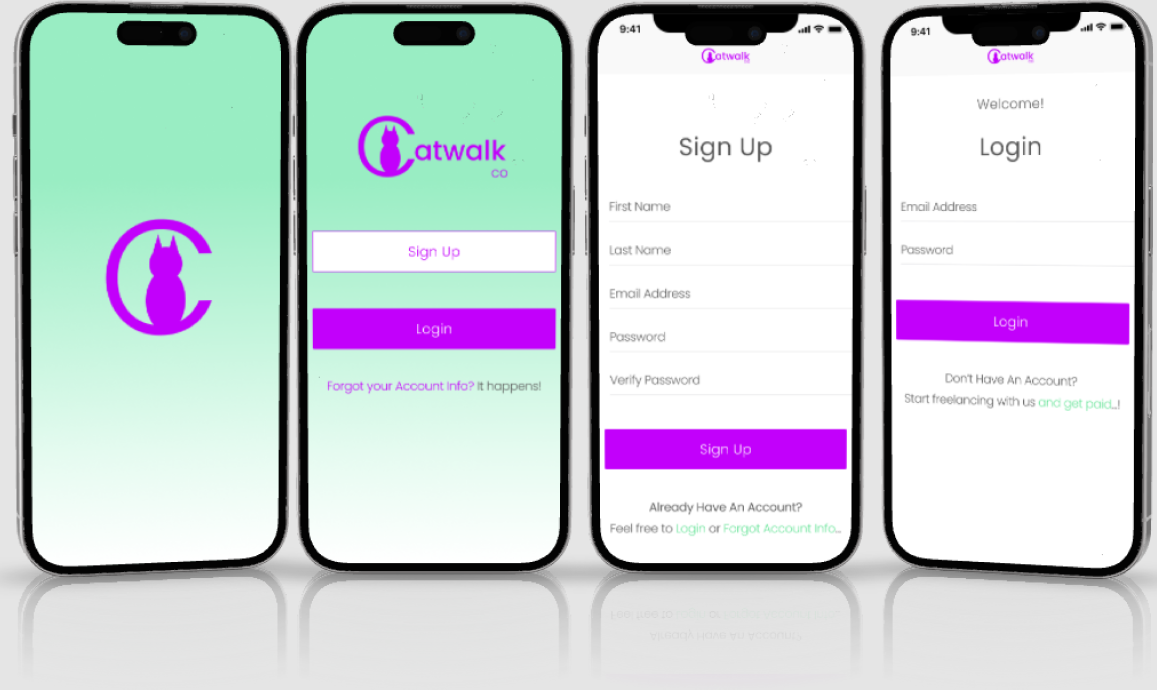 Catwalk
co
Sign Up
Login
Forgot your Account Info? It happens!
9:41
Catwalk
co
Sign Up
First Name
Last Name
Email Address
Password
Verify Password
Sign Up
Already Have An Account?
Feel free to Login or Forgot Account Info...
9:41
Catwalk
co
Welcome!
Login
Email Address
Password
Login
Don't Have An Account?
Start freelancing with us and get paid...!